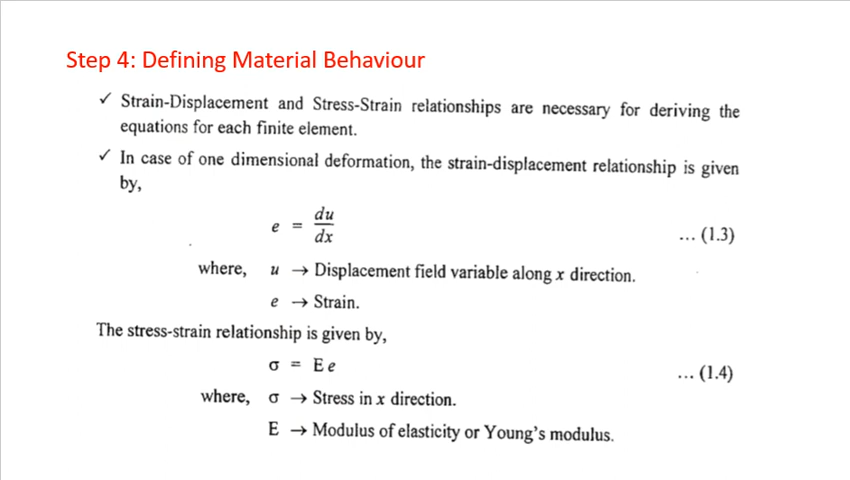 Step 4: Defining Material Behaviour
✓ Strain-Displacement and Stress-Strain relationships are necessary for deriving the
equations for each finite element.
✓ In case of one dimensional deformation, the strain-displacement relationship is given
by,
e = du/dx ... (1.3)
where, u → Displacement field variable along x direction.
e → Strain.
The stress-strain relationship is given by,
σ = E e ... (1.4)
where, σ → Stress in x direction.
E → Modulus of elasticity or Young's modulus.